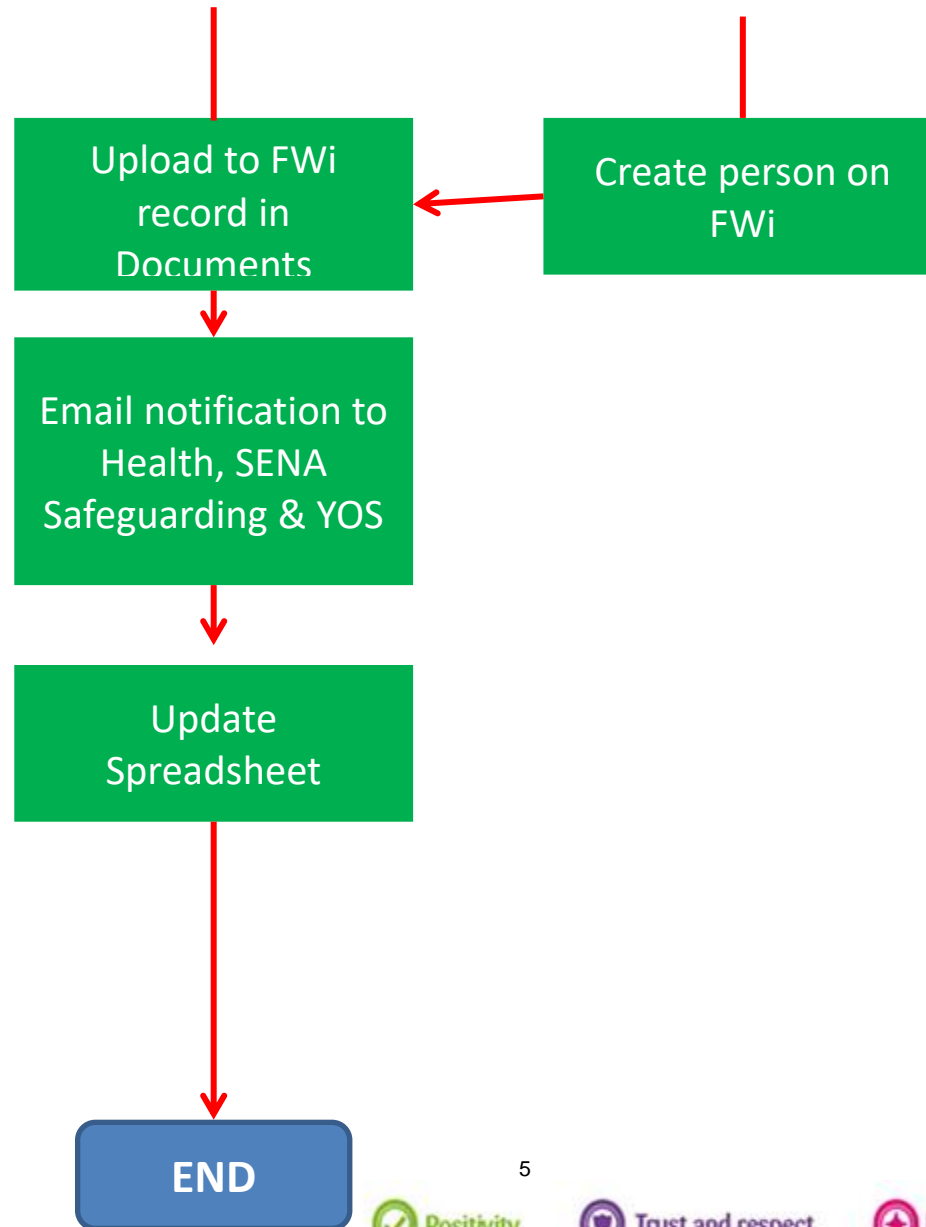 Upload to FWi
record in
Documents
Create person on
FWi
Email notification to
Health, SENA
Safeguarding & YOS
Update
Spreadsheet
END
5
Positivity
Trust and respect